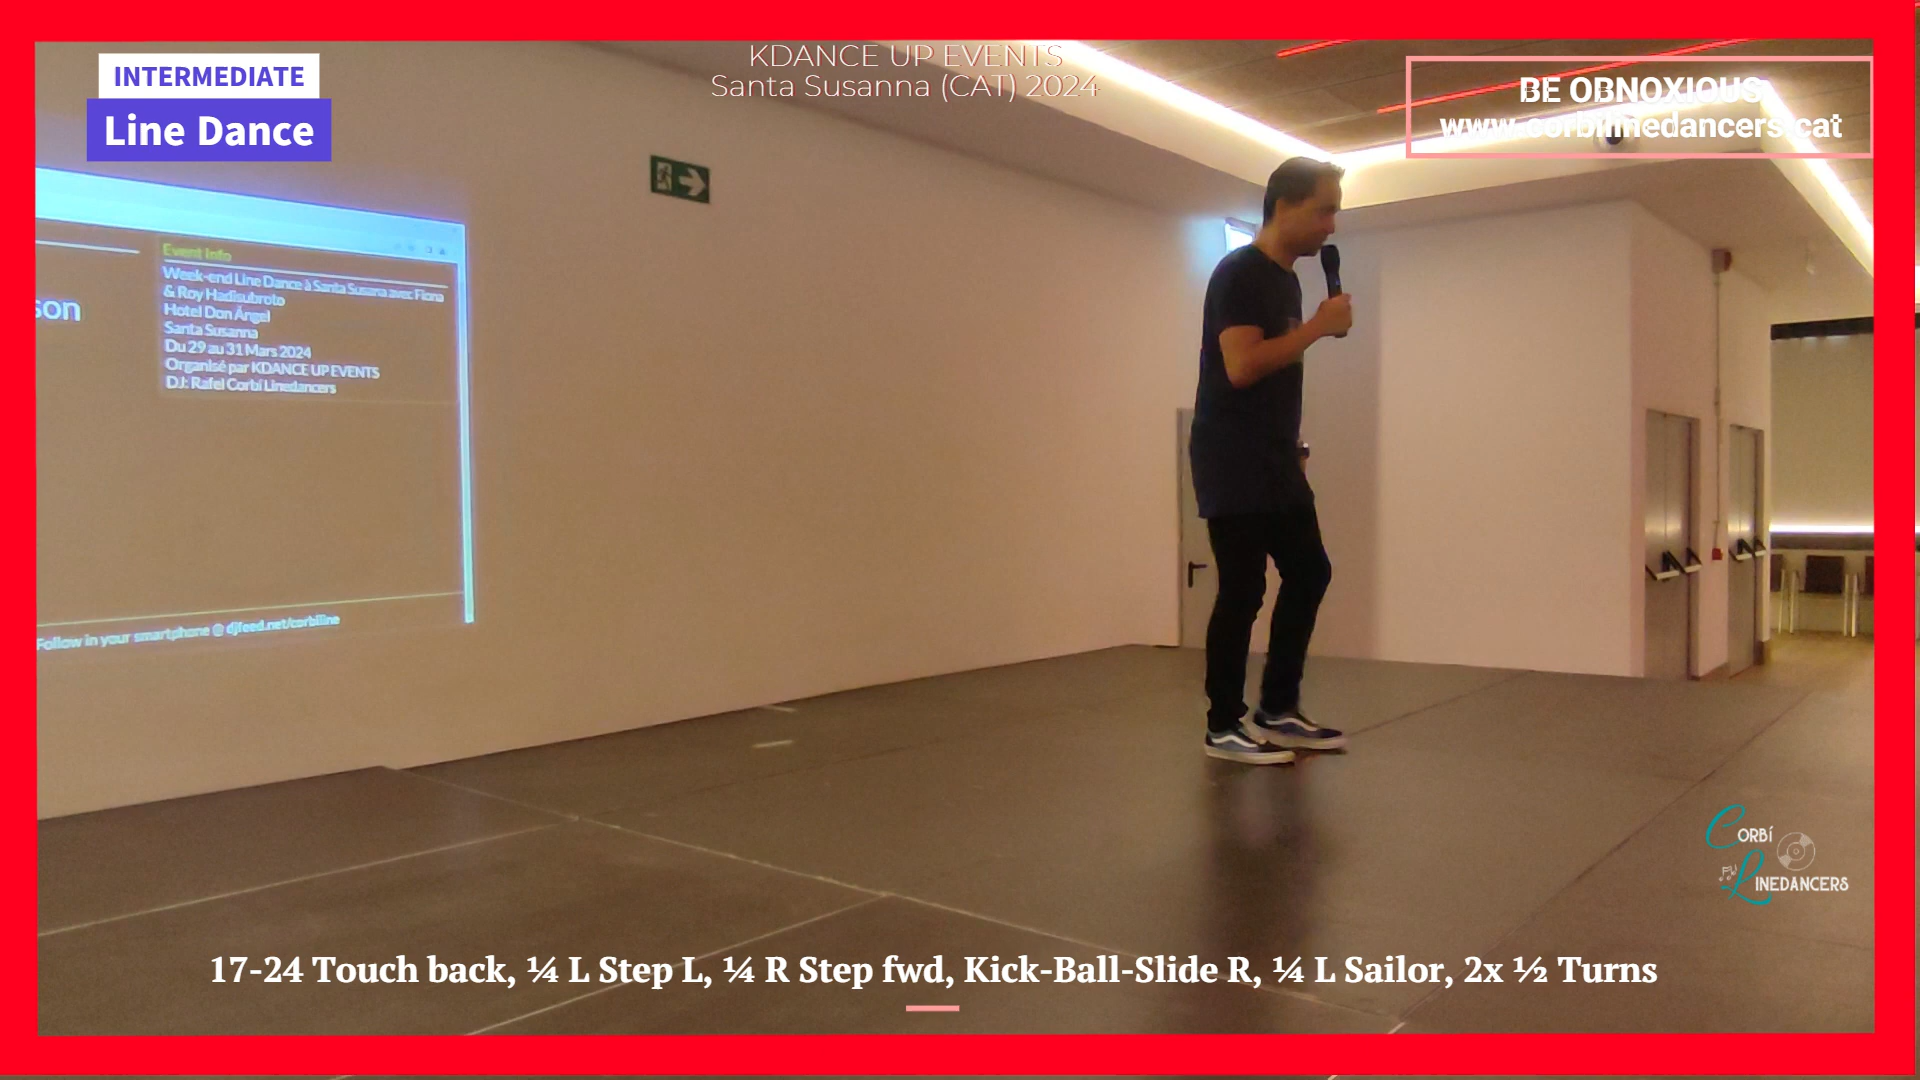 KDANCE UP EVENTS
Santa Susanna (CAT) 2024
INTERMEDIATE
Line Dance
BE OBNOXIOUS
www.corbilinedancers.cat
son
Event Info
Week-end Line Dance à Santa Susana avec Fiona
& Roy Hadisubroto
Hotel Don Ángel
Santa Susanna
Du 29 au 31 Mars 2024
Organisé par KDANCE UP EVENTS
DJ: Rafel Corbí Linedancers
Follow in your smartphone @ djfeed.net/corbiline
CORBÍ
LINEDANCERS
17-24 Touch back, ¼ L Step L, ¼ R Step fwd, Kick-Ball-Slide R, ¼ L Sailor, 2x ½ Turns